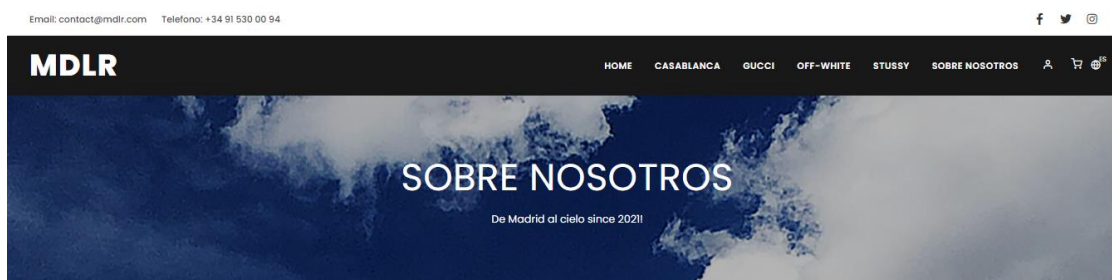 Email: contact@mdlr.com Telefono: +34 91 530 00 94
MDLR HOME CASABLANCA GUCCI OFF-WHITE STUSSY SOBRE NOSOTROS ES
SOBRE NOSOTROS
De Madrid al cielo since 2021!